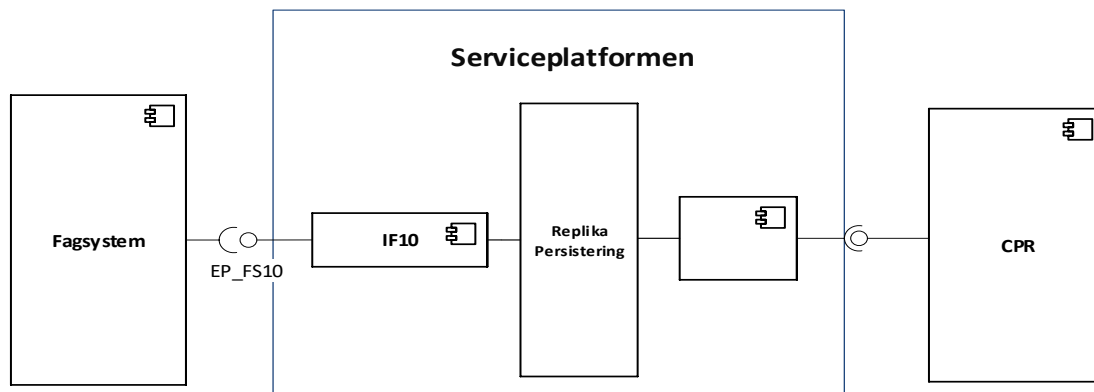 Serviceplatformen
Fagsystem
EP_FS10
IF10
Replika
Persistering
CPR